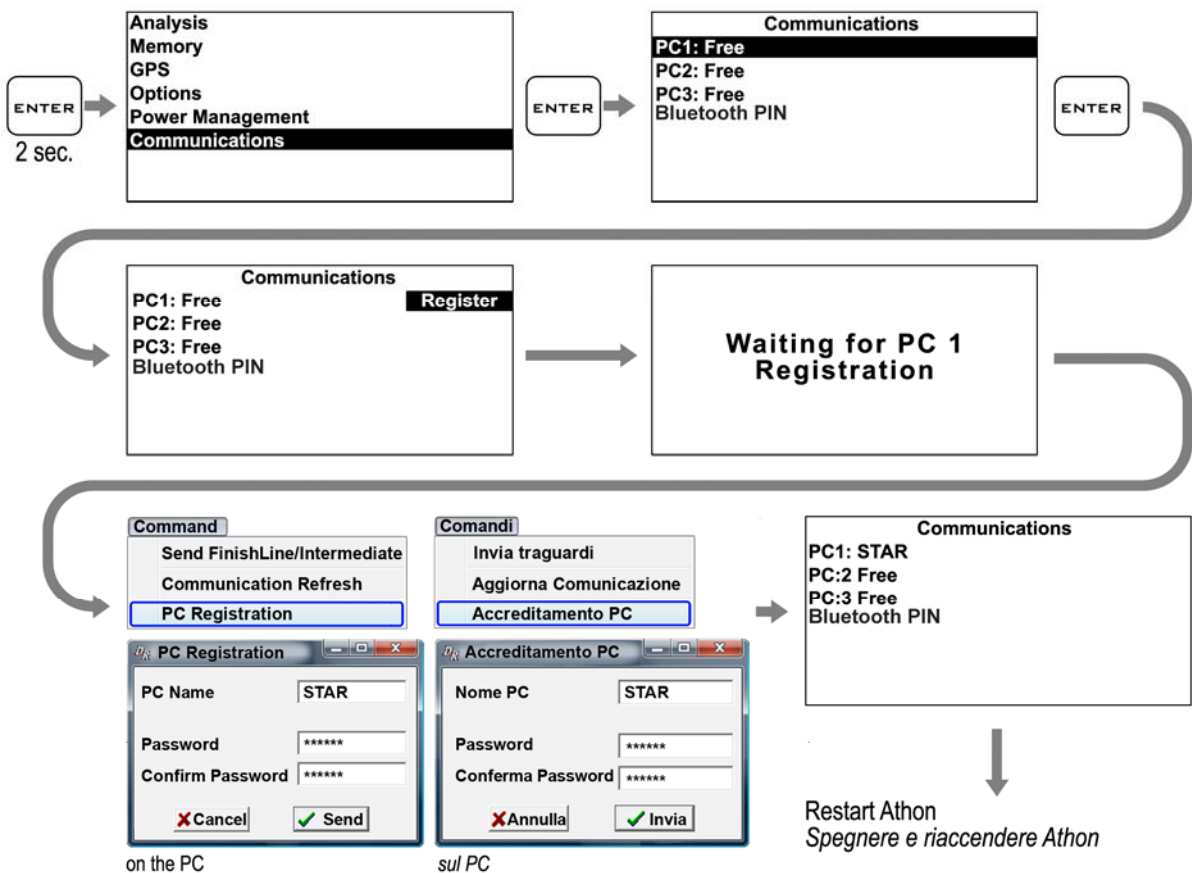 ENTER
2 sec.
Analysis
Memory
GPS
Options
Power Management
Communications
ENTER
Communications
PC1: Free
PC2: Free
PC3: Free
Bluetooth PIN
ENTER
Communications
PC1: Free Register
PC2: Free
PC3: Free
Bluetooth PIN
Waiting for PC 1
Registration
Command
Send FinishLine/Intermediate
Communication Refresh
PC Registration
PC Registration
PC Name STAR
Password ******
Confirm Password ******
Cancel Send
on the PC
Comandi
Invia traguardi
Aggiorna Comunicazione
Accreditamento PC
Accreditamento PC
Nome PC STAR
Password ******
Conferma Password ******
Annulla Invia
sul PC
Communications
PC1: STAR
PC:2 Free
PC:3 Free
Bluetooth PIN
Restart Athon
Spegnere e riaccendere Athon